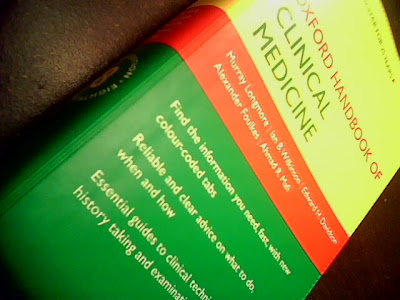 OXFORD HANDBOOK OF
CLINICAL
MEDICINE
Murray Longmore Ian B. Wilkinson Edward H. Davidson
Alexander Foulkes Ahmad R. Mafi
Find the information you need, fast, with new
colour-coded tabs
Reliable and clear advice on what to do,
when and how
Essential guides to clinical
history taking and